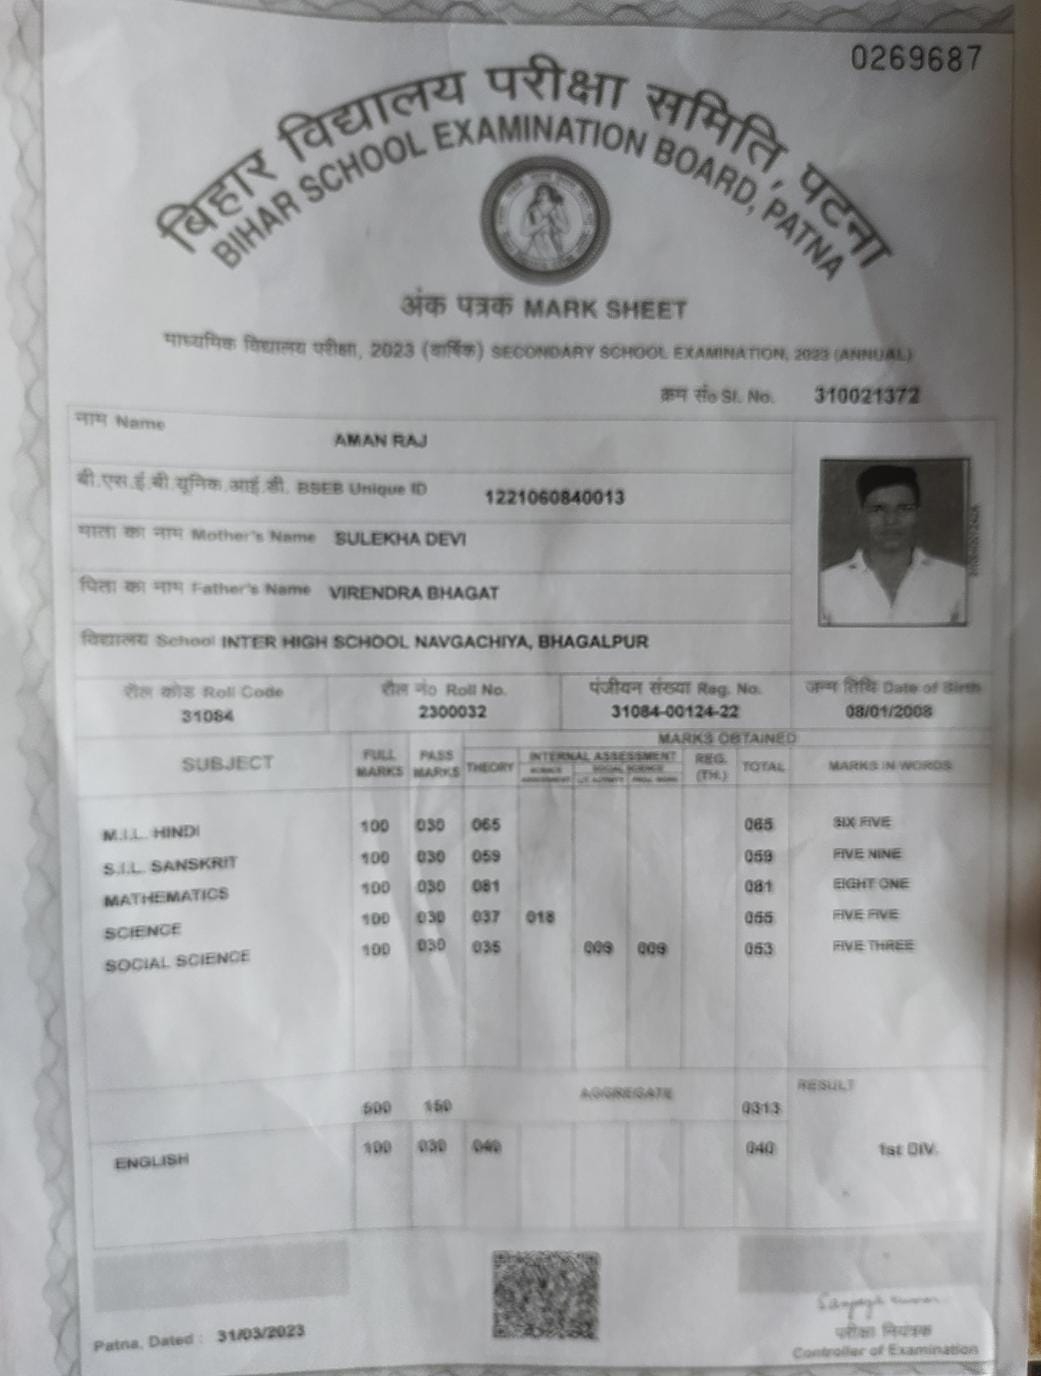 0269687
बिहार विद्यालय परीक्षा समिति, पटना
BIHAR SCHOOL EXAMINATION BOARD, PATNA
अंक पत्रक MARK SHEET
माध्यमिक विद्यालय परीक्षा, 2023 (वार्षिक) SECONDARY SCHOOL EXAMINATION, 2023 (ANNUAL)
क्रम सं० Sl. No. 310021372
नाम Name AMAN RAJ
बी.एस.ई.बी यूनिक आई.डी. BSEB Unique ID 1221060840013
माता का नाम Mother's Name SULEKHA DEVI
पिता का नाम Father's Name VIRENDRA BHAGAT
विद्यालय School INTER HIGH SCHOOL NAVGACHIYA, BHAGALPUR
रौल कोड Roll Code रौल नं० Roll No. पंजीयन संख्या Reg. No. जन्म तिथि Date of Birth
31084 2300032 31084-00124-22 08/01/2008
MARKS OBTAINED
SUBJECT FULL MARKS PASS MARKS THEORY INTERNAL ASSESSMENT REG. (TH.) TOTAL MARKS IN WORDS
SOCIAL SCIENCE
M.I.L. HINDI 100 030 065 065 SIX FIVE
S.I.L. SANSKRIT 100 030 059 059 FIVE NINE
MATHEMATICS 100 030 081 081 EIGHT ONE
SCIENCE 100 030 037 018 055 FIVE FIVE
SOCIAL SCIENCE 100 030 035 009 009 053 FIVE THREE
AGGREGATE RESULT
500 150 0313
ENGLISH 100 030 040 040 1st DIV.
Patna, Dated : 31/03/2023
परीक्षा नियंत्रक
Controller of Examination